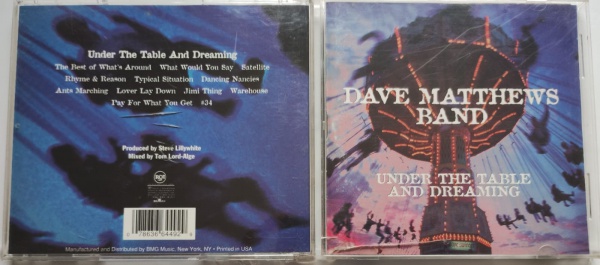 Under The Table And Dreaming
The Best of What's Around What Would You Say Satellite
Rhyme & Reason Typical Situation Dancing Nancies
Ants Marching Lover Lay Down Jimi Thing Warehouse
Pay For What You Get #34
Produced by Steve Lillywhite
Mixed by Tom Lord-Alge
RCA
78636 64492
Manufactured and Distributed by BMG Music, New York, NY • Printed in USA
DAVE MATTHEWS
BAND
UNDER THE TABLE
AND DREAMING